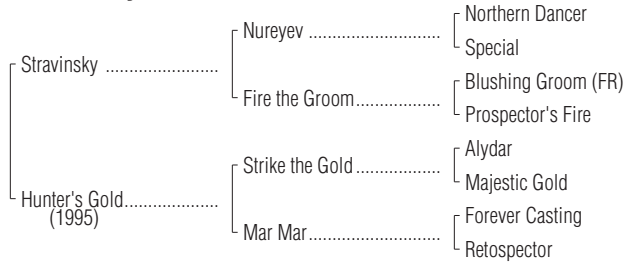 Northern Dancer
Nureyev ..............................
Special
Stravinsky ........................
Blushing Groom (FR)
Fire the Groom..................
Prospector's Fire
Alydar
Strike the Gold...................
Majestic Gold
Hunter's Gold.....................
(1995)
Forever Casting
Mar Mar..............................
Retospector